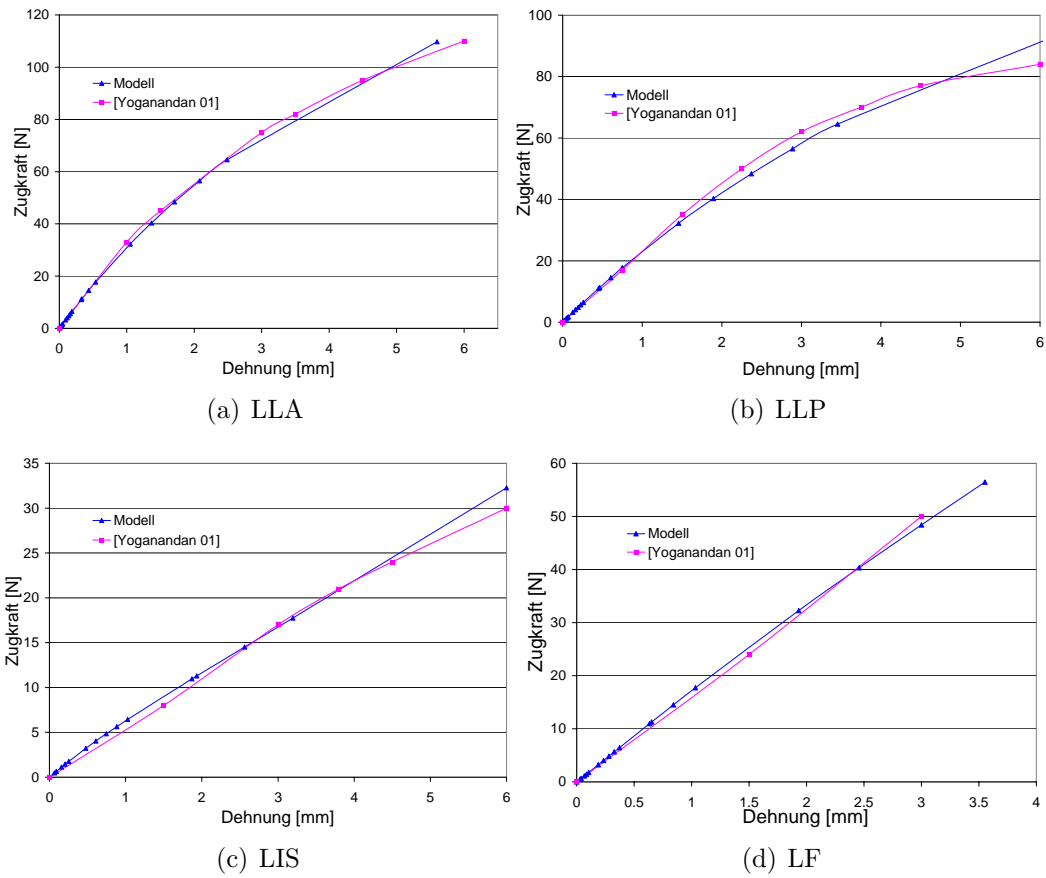 120
100
80
60
40
20
0
Zugkraft [N]
Modell
[Yoganandan 01]
0 1 2 3 4 5 6
Dehnung [mm]
(a) LLA
100
80
60
40
20
0
Zugkraft [N]
Modell
[Yoganandan 01]
0 1 2 3 4 5 6
Dehnung [mm]
(b) LLP
35
30
25
20
15
10
5
0
Zugkraft [N]
Modell
[Yoganandan 01]
0 1 2 3 4 5 6
Dehnung [mm]
(c) LIS
60
50
40
30
20
10
0
Zugkraft [N]
Modell
[Yoganandan 01]
0 0.5 1 1.5 2 2.5 3 3.5 4
Dehnung [mm]
(d) LF